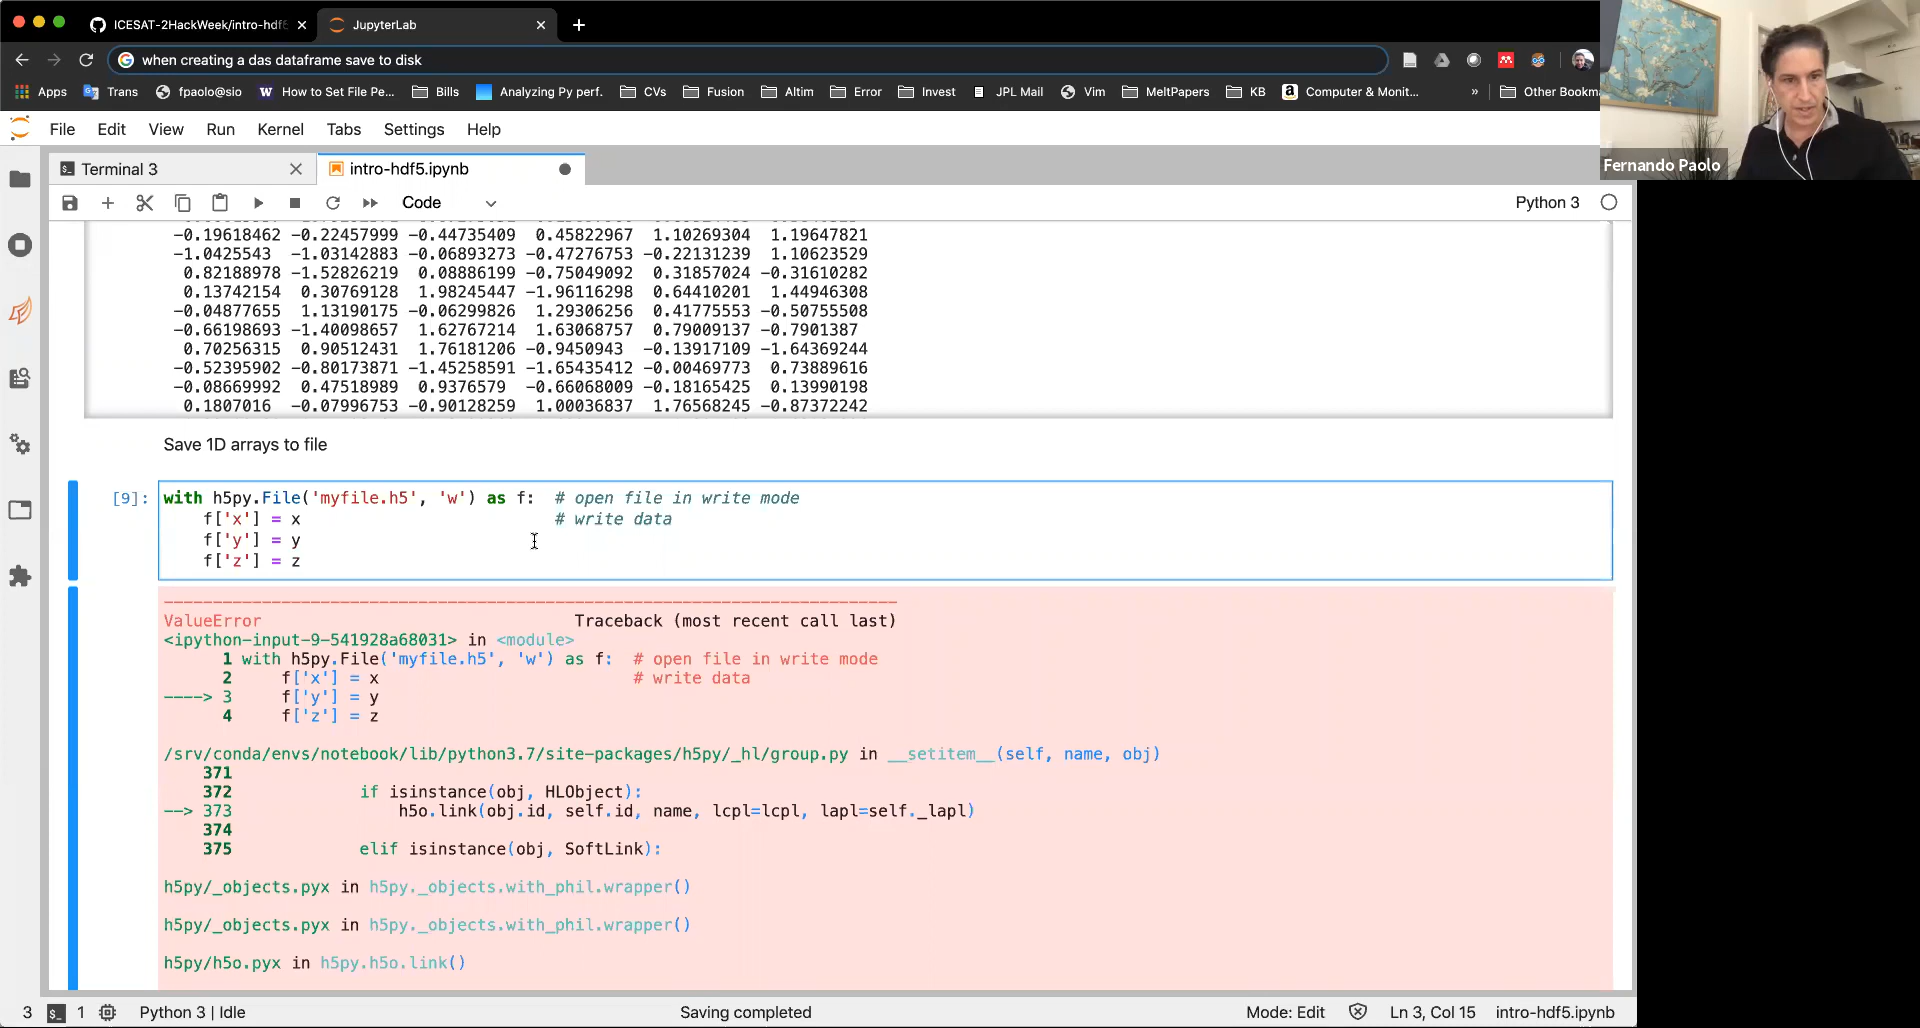 ICESAT-2HackWeek/intro-hdf5
JupyterLab
when creating a das dataframe save to disk
Apps
Trans
fpaolo@sio
How to Set File Pe...
Bills
Analyzing Py perf.
CVs
Fusion
Altim
Error
Invest
JPL Mail
Vim
MeltPapers
KB
Computer & Monit...
»
Other Bookma
File Edit View Run Kernel Tabs Settings Help
Fernando Paolo
Terminal 3
intro-hdf5.ipynb
Code
Python 3
-0.19618462 -0.22457999 -0.44735409 0.45822967 1.10269304 1.19647821
-1.0425543 -1.03142883 -0.06893273 -0.47276753 -0.22131239 1.10623529
0.82188978 -1.52826219 0.08886199 -0.75049092 0.31857024 -0.31610282
0.13742154 0.30769128 1.98245447 -1.96116298 0.64410201 1.44946308
-0.04877655 1.13190175 -0.06299826 1.29306256 0.41775553 -0.50755508
-0.66198693 -1.40098657 1.62767214 1.63068757 0.79009137 -0.7901387
0.70256315 0.90512431 1.76181206 -0.9450943 -0.13917109 -1.64369244
-0.52395902 -0.80173871 -1.45258591 -1.65435412 -0.00469773 0.73889616
-0.08669992 0.47518989 0.9376579 -0.66068009 -0.18165425 0.13990198
0.1807016 -0.07996753 -0.90128259 1.00036837 1.76568245 -0.87372242
Save 1D arrays to file
[9]: with h5py.File('myfile.h5', 'w') as f: # open file in write mode
f['x'] = x # write data
f['y'] = y
f['z'] = z
ValueError Traceback (most recent call last)
<ipython-input-9-541928a68031> in <module>
1 with h5py.File('myfile.h5', 'w') as f: # open file in write mode
2 f['x'] = x # write data
----> 3 f['y'] = y
4 f['z'] = z
/srv/conda/envs/notebook/lib/python3.7/site-packages/h5py/_hl/group.py in __setitem__(self, name, obj)
371
372 if isinstance(obj, HLObject):
--> 373 h5o.link(obj.id, self.id, name, lcpl=lcpl, lapl=self._lapl)
374
375 elif isinstance(obj, SoftLink):
h5py/_objects.pyx in h5py._objects.with_phil.wrapper()
h5py/_objects.pyx in h5py._objects.with_phil.wrapper()
h5py/h5o.pyx in h5py.h5o.link()
3 1 Python 3 | Idle Saving completed Mode: Edit Ln 3, Col 15 intro-hdf5.ipynb